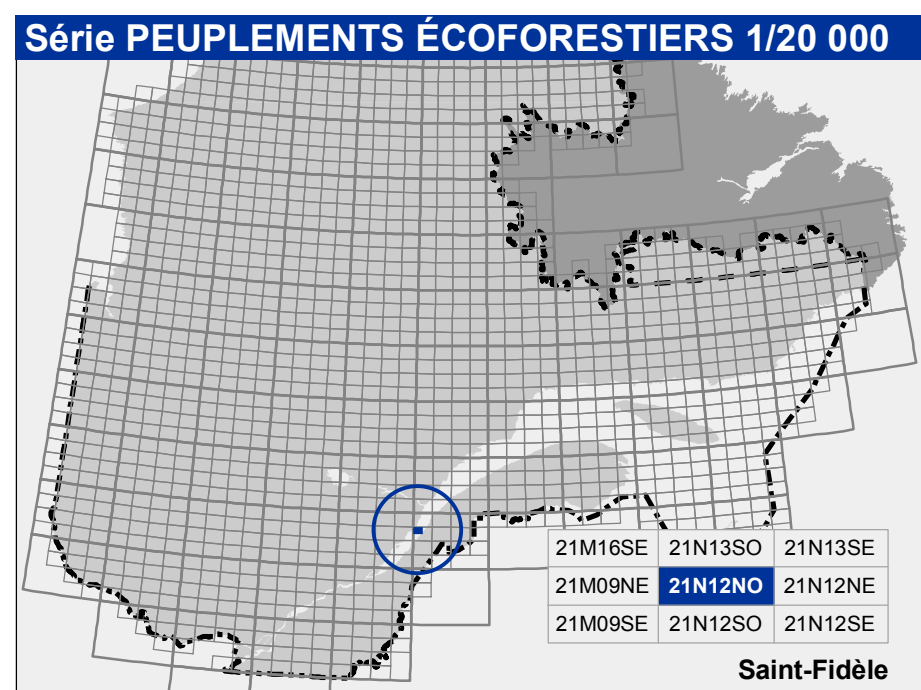 Série PEUPLEMENTS ÉCOFORESTIERS 1/20 000
21M16SE 21N13SO 21N13SE
21M09NE 21N12NO 21N12NE
21M09SE 21N12SO 21N12SE
Saint-Fidèle